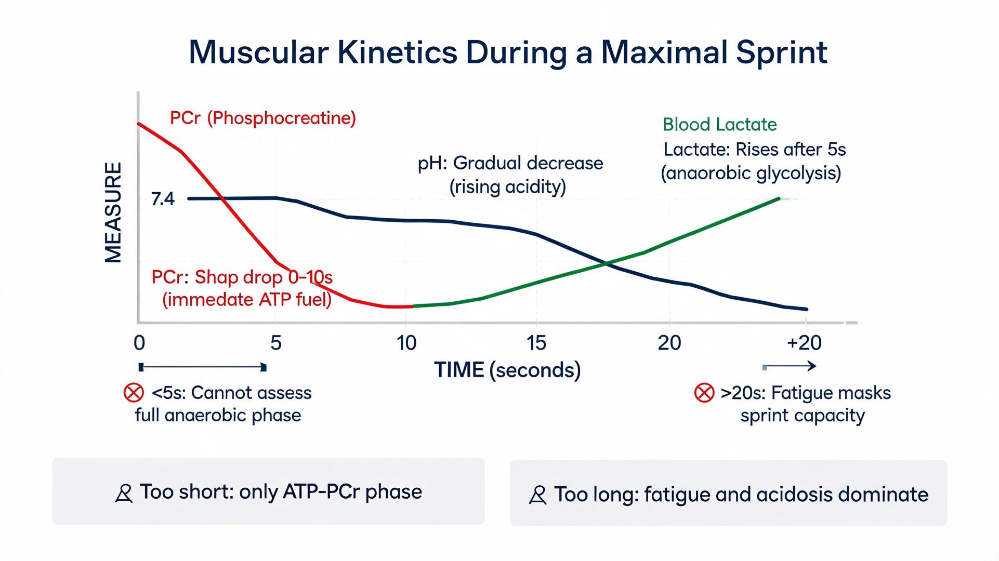 Muscular Kinetics During a Maximal Sprint
PCr (Phosphocreatine)
Blood Lactate
Lactate: Rises after 5s
(anaorobic glycolysis)
pH: Gradual decrease
(rising acidity)
MEASURE
7.4
PCr: Shap drop 0-10s
(immedate ATP fuel)
0 5 10 15 20 +20
TIME (seconds)
<5s: Cannot assess
full anaerobic phase
>20s: Fatigue masks
sprint capacity
Too short: only ATP-PCr phase
Too long: fatigue and acidosis dominate